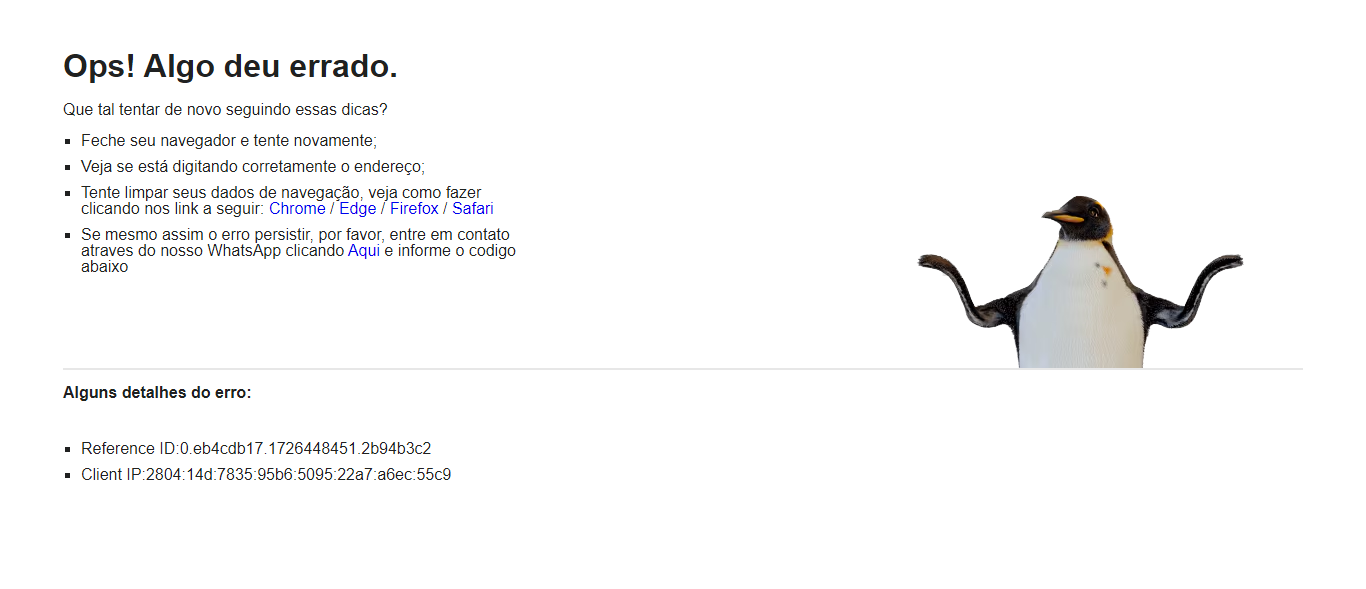 Ops! Algo deu errado.
Que tal tentar de novo seguindo essas dicas?
Feche seu navegador e tente novamente;
Veja se está digitando corretamente o endereço;
Tente limpar seus dados de navegação, veja como fazer
clicando nos link a seguir: Chrome / Edge / Firefox / Safari
Se mesmo assim o erro persistir, por favor, entre em contato
atraves do nosso WhatsApp clicando Aqui e informe o codigo
abaixo
Alguns detalhes do erro:
Reference ID:0.eb4cdb17.1726448451.2b94b3c2
Client IP:2804:14d:7835:95b6:5095:22a7:a6ec:55c9